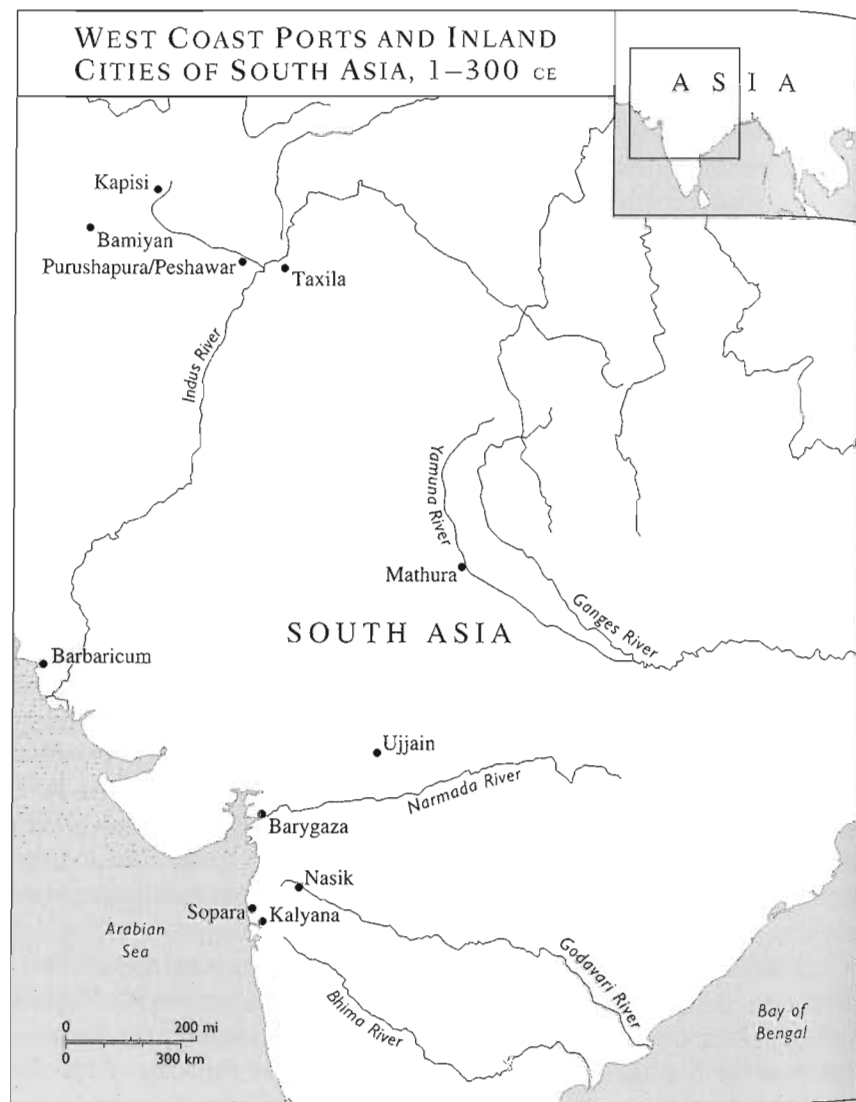 WEST COAST PORTS AND INLAND
CITIES OF SOUTH ASIA, 1–300 CE
ASIA
Kapisi
Bamiyan
Purushapura/Peshawar
Taxila
Indus River
Yamuna River
Mathura
Ganges River
SOUTH ASIA
Barbaricum
Ujjain
Narmada River
Barygaza
Nasik
Sopara
Kalyana
Arabian
Sea
Godavari River
Bhima River
Bay of
Bengal
0 200 mi
0 300 km